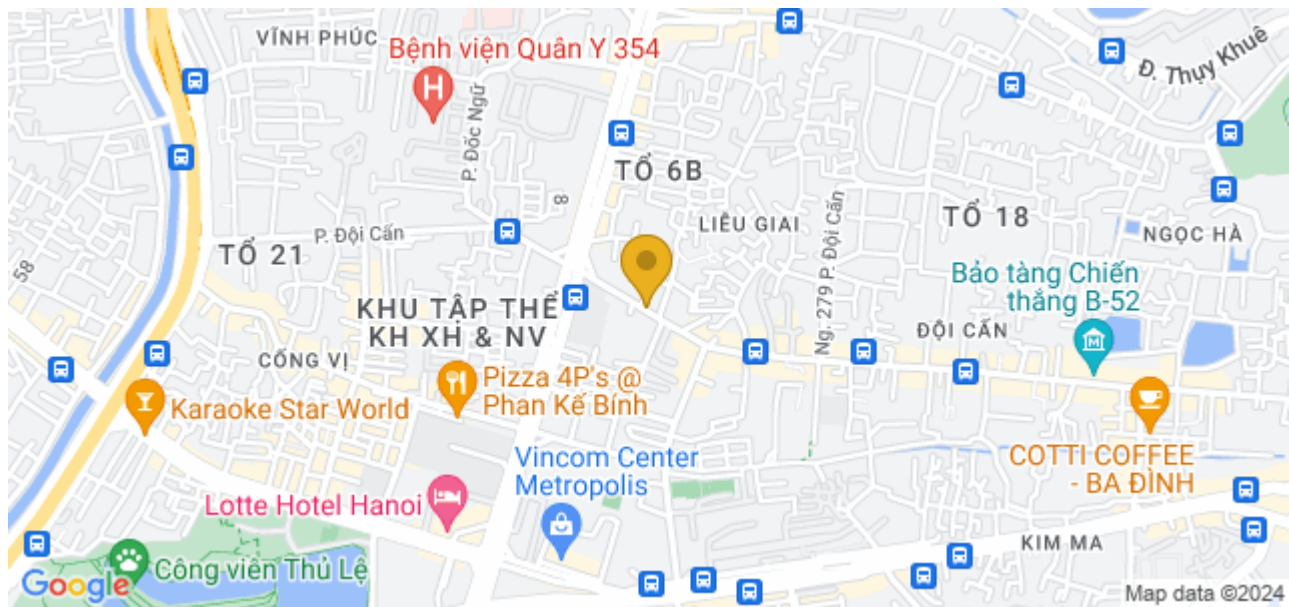 VĨNH PHÚC
Bệnh viện Quân Y 354
Đ. Thụy Khuê
P. Đốc Ngữ
TỔ 6B
8
LIỄU GIAI
TỔ 18
NGỌC HÀ
P. Đội Cấn
TỔ 21
58
Ng. 279 P. Đội Cấn
Bảo tàng Chiến
thắng B-52
KHU TẬP THỂ
KH XH & NV
ĐỘI CẤN
CỐNG VỊ
Pizza 4P's @
Phan Kế Bính
Karaoke Star World
COTTI COFFEE
- BA ĐÌNH
Vincom Center
Metropolis
Lotte Hotel Hanoi
KIM MA
Công viên Thủ Lệ
Google
Map data ©2024